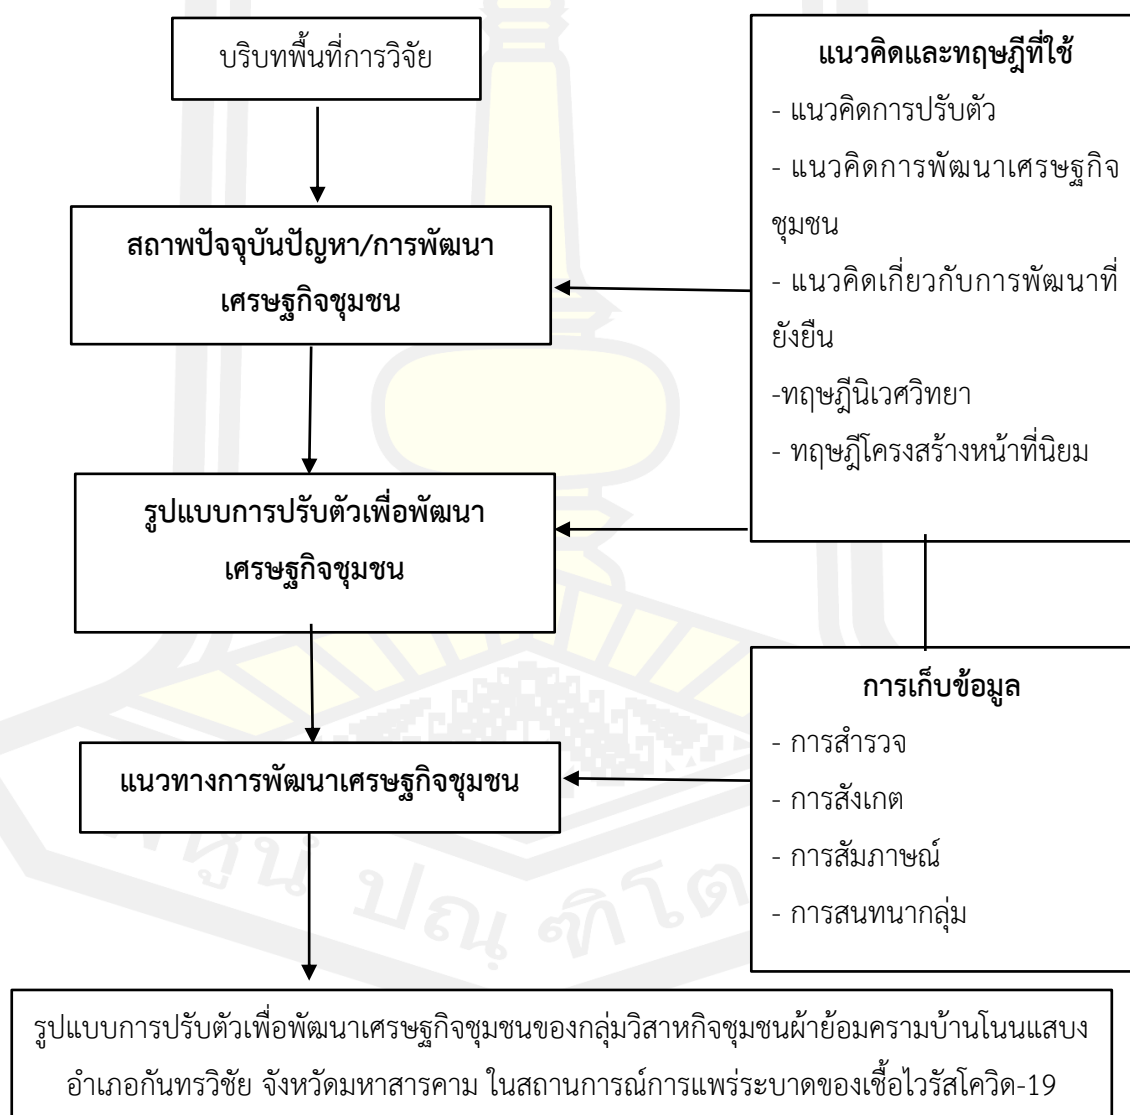 บริบทพื้นที่การวิจัย
สถาพปัจจุบันปัญหา/การพัฒนา
เศรษฐกิจชุมชน
รูปแบบการปรับตัวเพื่อพัฒนา
เศรษฐกิจชุมชน
แนวทางการพัฒนาเศรษฐกิจชุมชน
แนวคิดและทฤษฎีที่ใช้
- แนวคิดการปรับตัว
- แนวคิดการพัฒนาเศรษฐกิจ
ชุมชน
- แนวคิดเกี่ยวกับการพัฒนาที่
ยังยืน
-ทฤษฎีนิเวศวิทยา
- ทฤษฎีโครงสร้างหน้าที่นิยม
การเก็บข้อมูล
- การสำรวจ
- การสังเกต
- การสัมภาษณ์
- การสนทนากลุ่ม
รูปแบบการปรับตัวเพื่อพัฒนาเศรษฐกิจชุมชนของกลุ่มวิสาหกิจชุมชนผ้าย้อมครามบ้านโนนแสบง
อำเภอกันทรวิชัย จังหวัดมหาสารคาม ในสถานการณ์การแพร่ระบาดของเชื้อไวรัสโควิด-19
ปณฺฑิโต